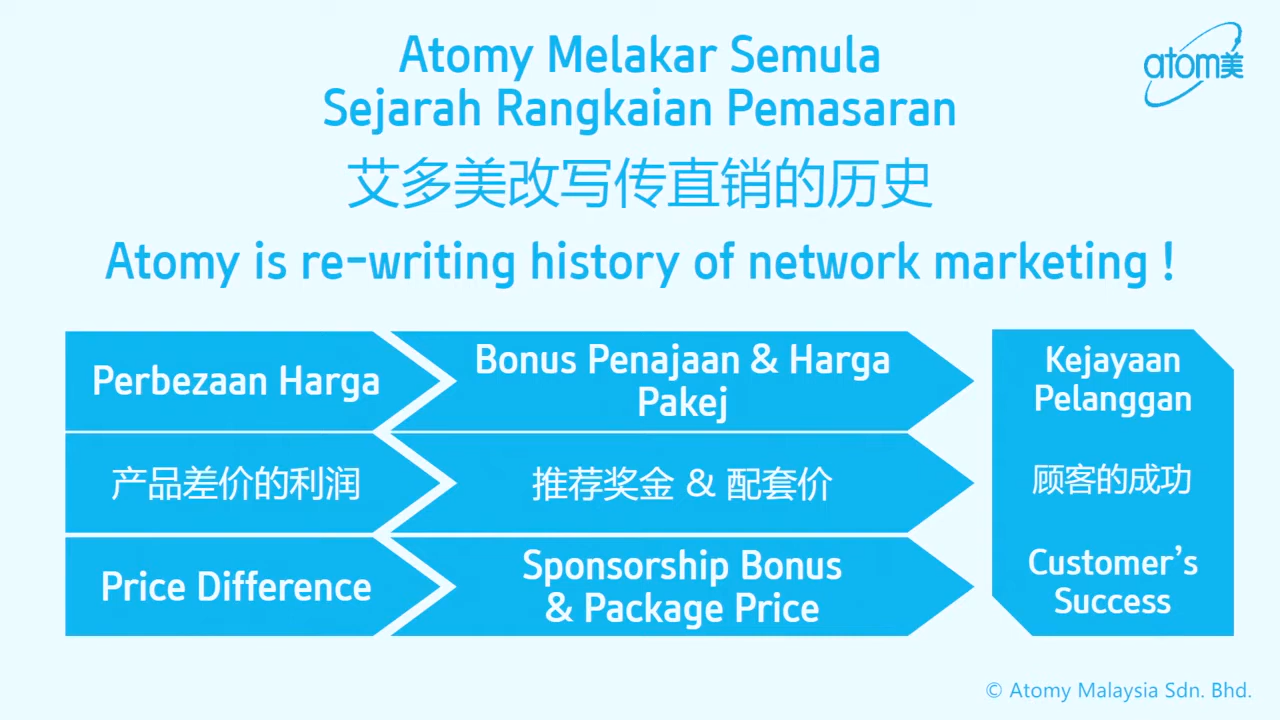 Atomy Melakar Semula
Sejarah Rangkaian Pemasaran
atom美
艾多美改写传直销的历史
Atomy is re-writing history of network marketing !
Perbezaan Harga
Bonus Penajaan & Harga
Pakej
Kejayaan
Pelanggan
产品差价的利润
推荐奖金 & 配套价
顾客的成功
Price Difference
Sponsorship Bonus
& Package Price
Customer's
Success
© Atomy Malaysia Sdn. Bhd.